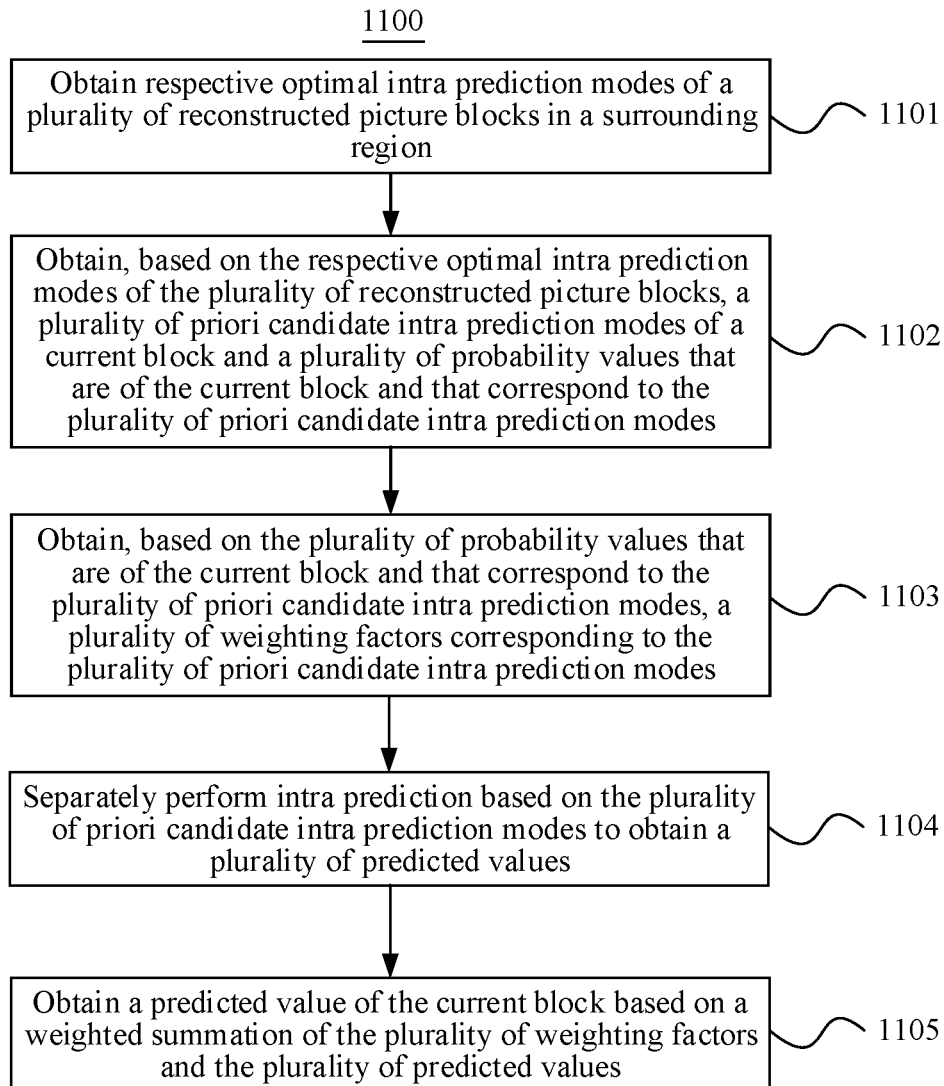 1100
Obtain respective optimal intra prediction modes of a
plurality of reconstructed picture blocks in a surrounding
region
1101
Obtain, based on the respective optimal intra prediction
modes of the plurality of reconstructed picture blocks, a
plurality of priori candidate intra prediction modes of a
current block and a plurality of probability values that
are of the current block and that correspond to the
plurality of priori candidate intra prediction modes
1102
Obtain, based on the plurality of probability values that
are of the current block and that correspond to the
plurality of priori candidate intra prediction modes, a
plurality of weighting factors corresponding to the
plurality of priori candidate intra prediction modes
1103
Separately perform intra prediction based on the plurality
of priori candidate intra prediction modes to obtain a
plurality of predicted values
1104
Obtain a predicted value of the current block based on a
weighted summation of the plurality of weighting factors
and the plurality of predicted values
1105